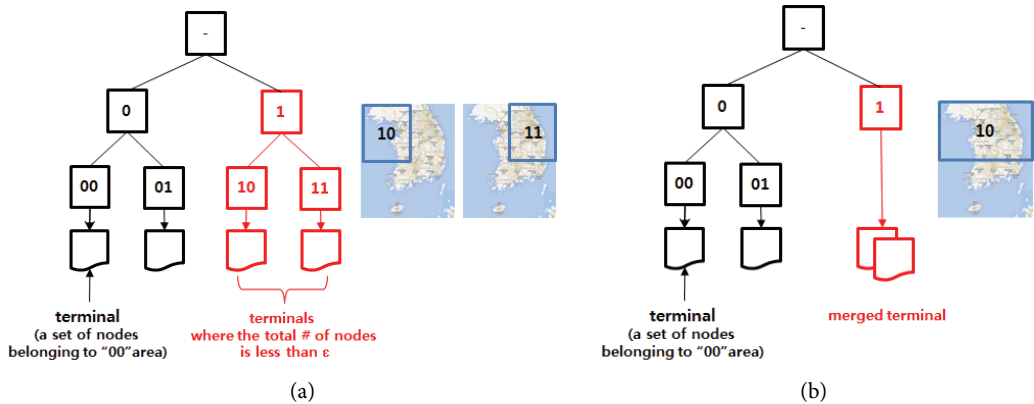 -
0
1
00
01
10
11
10
11
terminal
(a set of nodes
belonging to “00”area)
terminals
where the total # of nodes
is less than ε
(a)
-
0
1
00
01
10
terminal
(a set of nodes
belonging to “00”area)
merged terminal
(b)